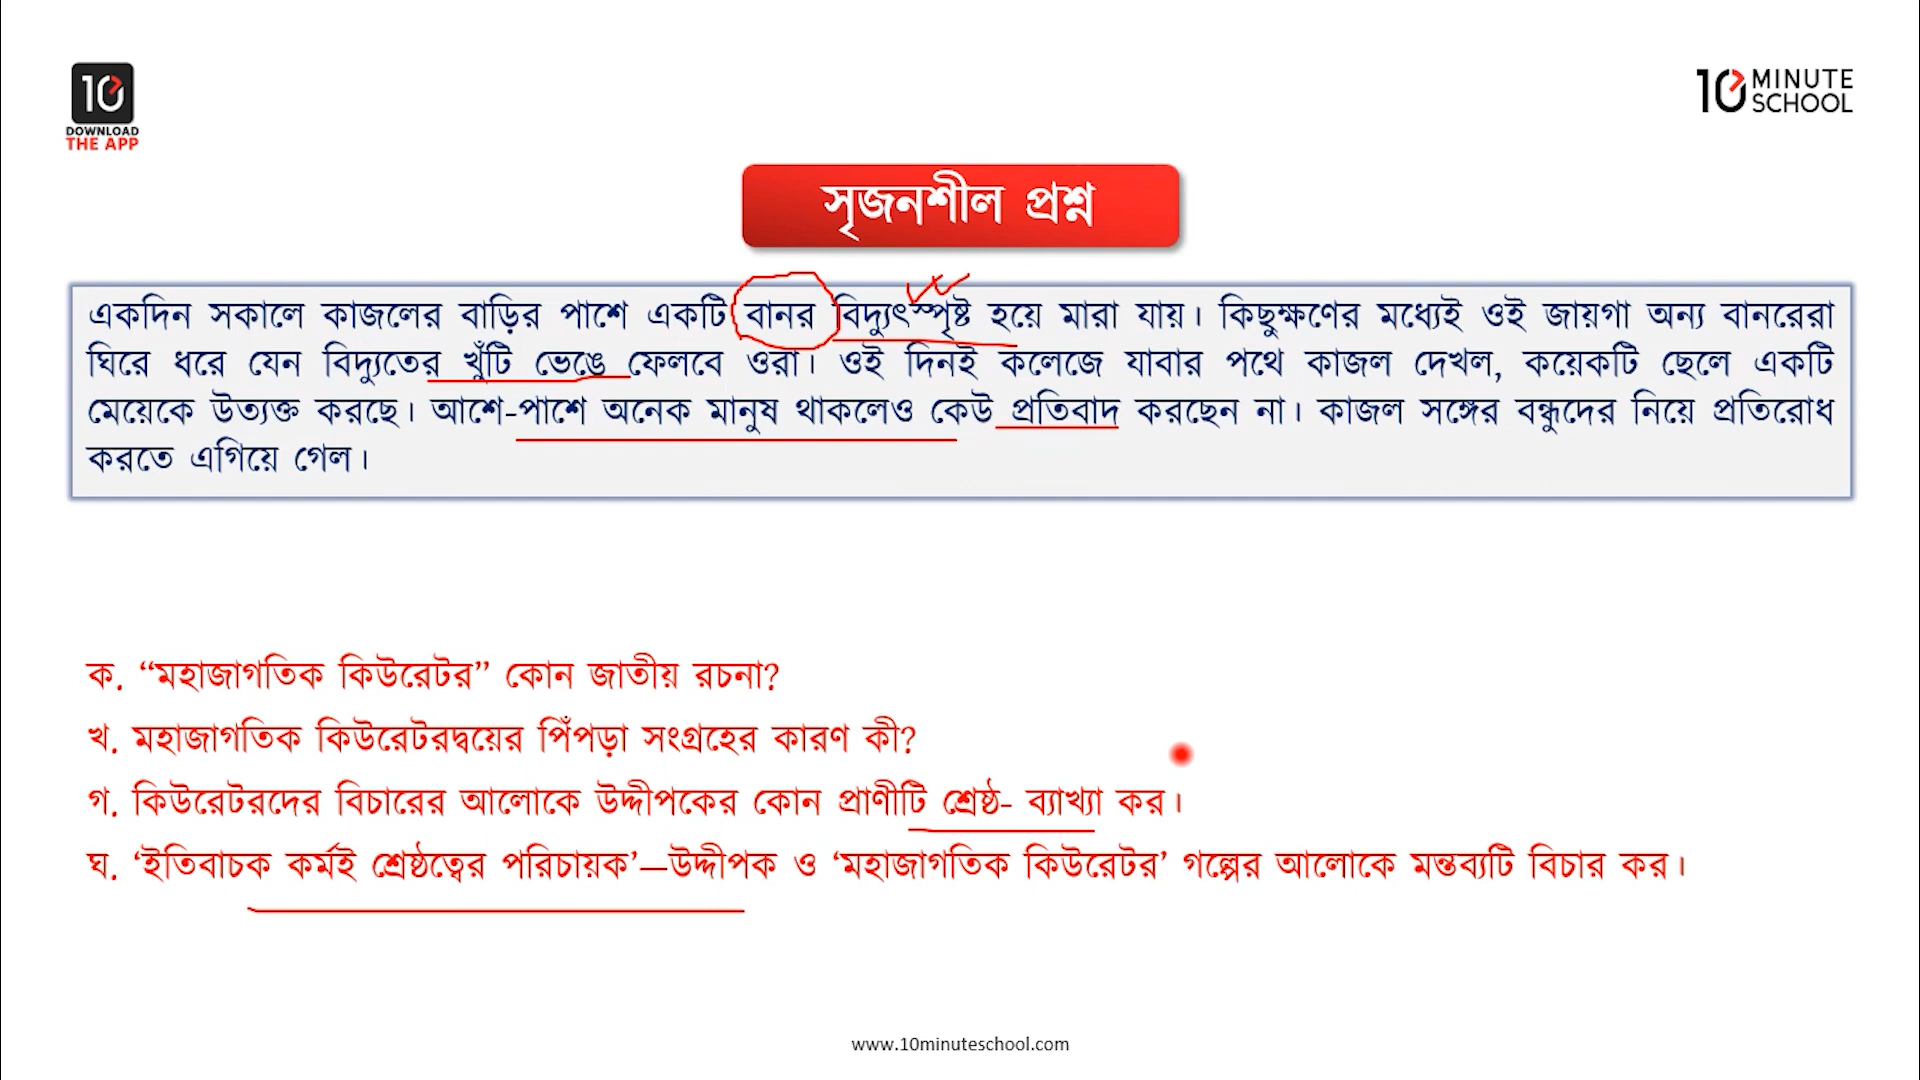 10
DOWNLOAD
THE APP
10 MINUTE
SCHOOL
সৃজনশীল প্রশ্ন
একদিন সকালে কাজলের বাড়ির পাশে একটি বানর বিদ্যুৎস্পৃষ্ট হয়ে মারা যায়। কিছুক্ষণের মধ্যেই ওই জায়গা অন্য বানরেরা
ঘিরে ধরে যেন বিদ্যুতের খুঁটি ভেঙে ফেলবে ওরা। ওই দিনই কলেজে যাবার পথে কাজল দেখল, কয়েকটি ছেলে একটি
মেয়েকে উত্যক্ত করছে। আশে-পাশে অনেক মানুষ থাকলেও কেউ প্রতিবাদ করছেন না। কাজল সঙ্গের বন্ধুদের নিয়ে প্রতিরোধ
করতে এগিয়ে গেল।
ক. “মহাজাগতিক কিউরেটর” কোন জাতীয় রচনা?
খ. মহাজাগতিক কিউরেটরদ্বয়ের পিঁপড়া সংগ্রহের কারণ কী?
গ. কিউরেটরদের বিচারের আলোকে উদ্দীপকের কোন প্রাণীটি শ্রেষ্ঠ- ব্যাখ্যা কর।
ঘ. ‘ইতিবাচক কর্মই শ্রেষ্ঠত্বের পরিচায়ক’—উদ্দীপক ও ‘মহাজাগতিক কিউরেটর’ গল্পের আলোকে মন্তব্যটি বিচার কর।
www.10minuteschool.com